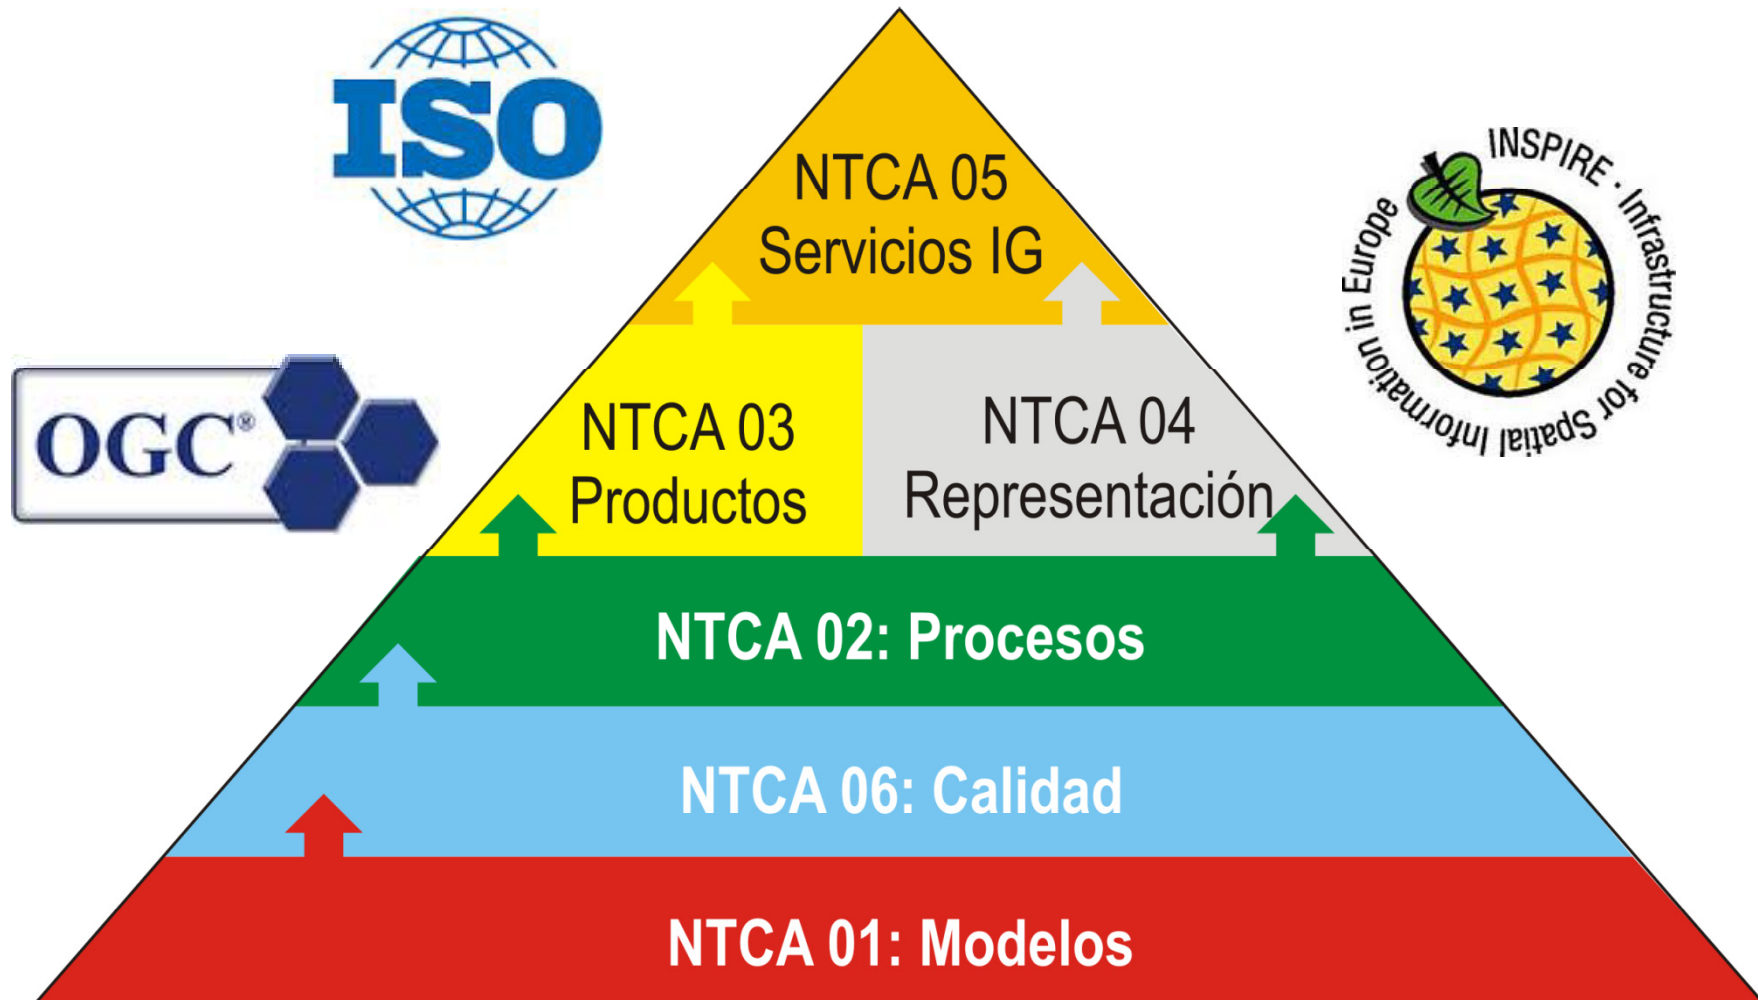 ISO
NTCA 05
Servicios IG
INSPIRE · Infrastructure for Spatial Information in Europe
OGC®
NTCA 03
Productos
NTCA 04
Representación
NTCA 02: Procesos
NTCA 06: Calidad
NTCA 01: Modelos